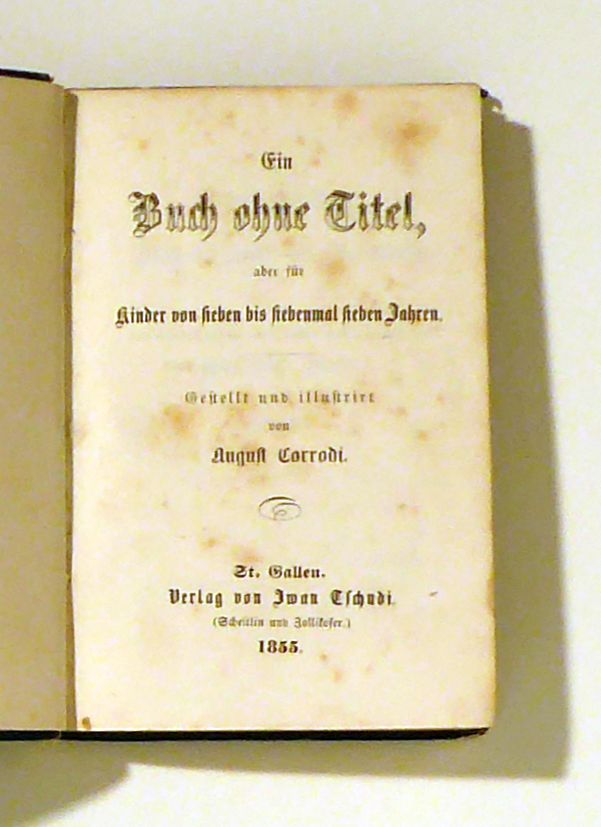 Ein
Buch ohne Titel,
aber für
Kinder von sieben bis siebenmal sieben Jahren.
Gestellt und illustrirt
von
August Corrodi.
St. Gallen.
Verlag von Iwan Tschudi.
(Scheitlin und Zollikofer.)
1855.